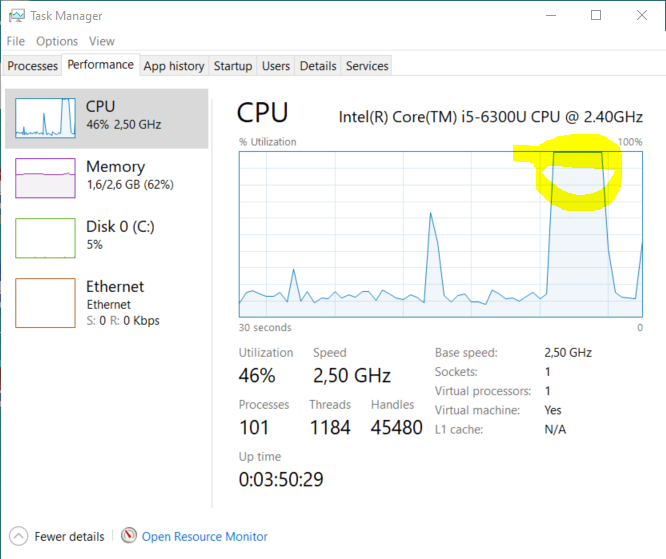 Task Manager
File Options View
Processes Performance App history Startup Users Details Services
CPU
46% 2,50 GHz
Memory
1,6/2,6 GB (62%)
Disk 0 (C:)
5%
Ethernet
Ethernet
S: 0 R: 0 Kbps
CPU Intel(R) Core(TM) i5-6300U CPU @ 2.40GHz
% Utilization 100%
30 seconds 0
Utilization Speed
46% 2,50 GHz
Processes Threads Handles
101 1184 45480
Up time
0:03:50:29
Base speed: 2,50 GHz
Sockets: 1
Virtual processors: 1
Virtual machine: Yes
L1 cache: N/A
Fewer details Open Resource Monitor